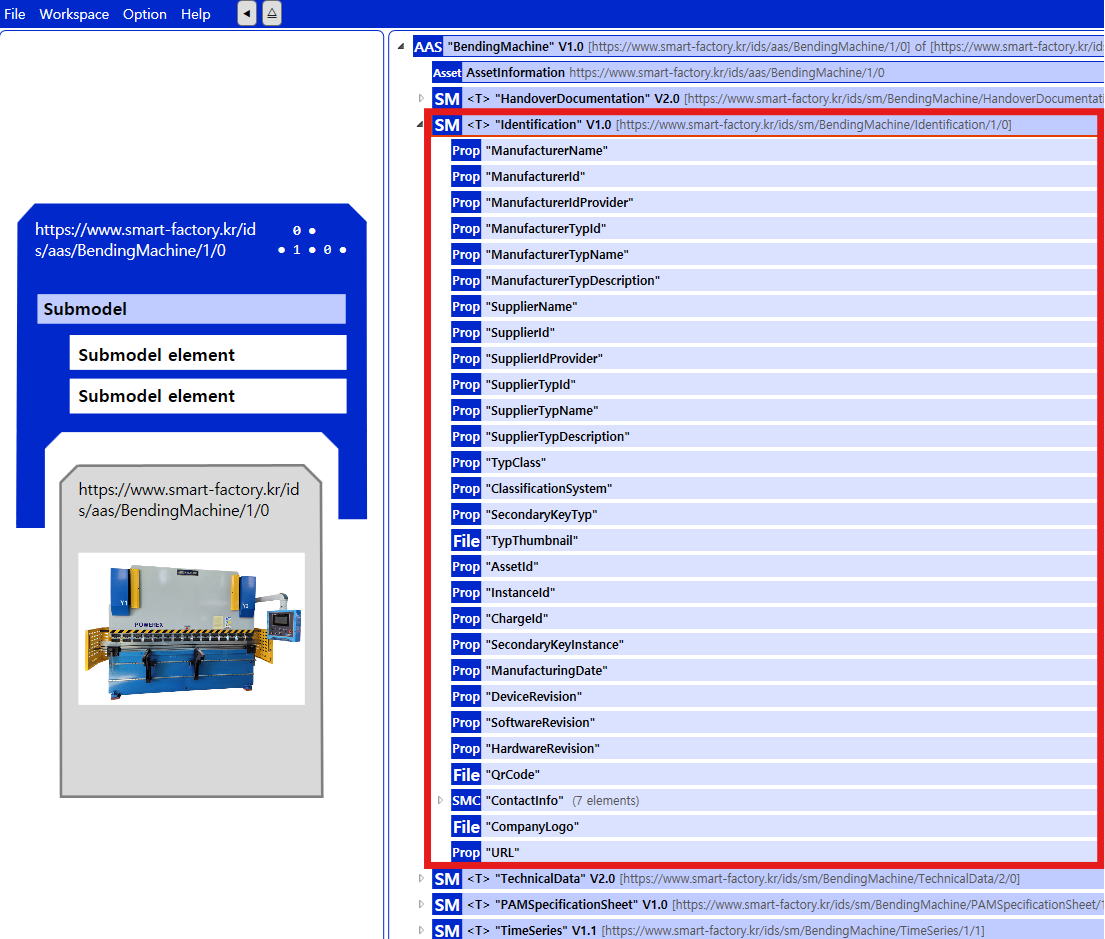 File Workspace Option Help
https://www.smart-factory.kr/id
s/aas/BendingMachine/1/0
0
1 0
Submodel
Submodel element
Submodel element
https://www.smart-factory.kr/id
s/aas/BendingMachine/1/0
Y1
Y2
POWEREX
AAS "BendingMachine" V1.0 [https://www.smart-factory.kr/ids/aas/BendingMachine/1/0] of [https://www.smart-factory.kr/ids
Asset AssetInformation https://www.smart-factory.kr/ids/aas/BendingMachine/1/0
SM <T> "HandoverDocumentation" V2.0 [https://www.smart-factory.kr/ids/sm/BendingMachine/HandoverDocumentati
SM <T> "Identification" V1.0 [https://www.smart-factory.kr/ids/sm/BendingMachine/Identification/1/0]
Prop "ManufacturerName"
Prop "ManufacturerId"
Prop "ManufacturerIdProvider"
Prop "ManufacturerTypId"
Prop "ManufacturerTypName"
Prop "ManufacturerTypDescription"
Prop "SupplierName"
Prop "SupplierId"
Prop "SupplierIdProvider"
Prop "SupplierTypId"
Prop "SupplierTypName"
Prop "SupplierTypDescription"
Prop "TypClass"
Prop "ClassificationSystem"
Prop "SecondaryKeyTyp"
File "TypThumbnail"
Prop "AssetId"
Prop "InstanceId"
Prop "ChargeId"
Prop "SecondaryKeyInstance"
Prop "ManufacturingDate"
Prop "DeviceRevision"
Prop "SoftwareRevision"
Prop "HardwareRevision"
File "QrCode"
SMC "ContactInfo" (7 elements)
File "CompanyLogo"
Prop "URL"
SM <T> "TechnicalData" V2.0 [https://www.smart-factory.kr/ids/sm/BendingMachine/TechnicalData/2/0]
SM <T> "PAMSpecificationSheet" V1.0 [https://www.smart-factory.kr/ids/sm/BendingMachine/PAMSpecificationSheet/1
SM <T> "TimeSeries" V1.1 [https://www.smart-factory.kr/ids/sm/BendingMachine/TimeSeries/1/1]